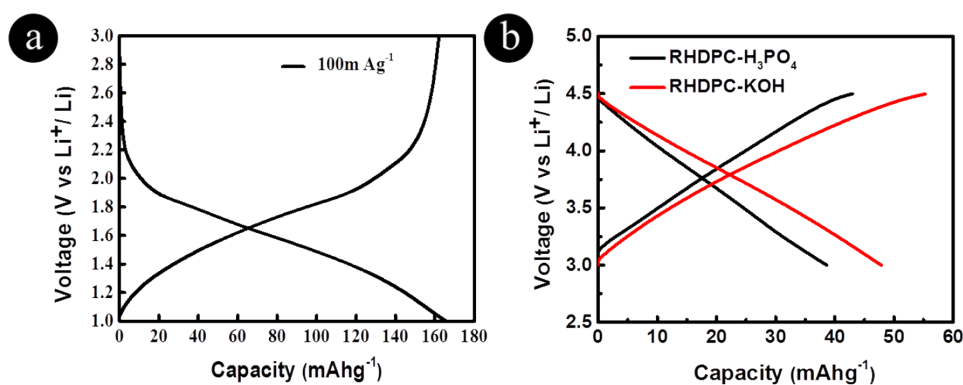 a
3.0
2.6
2.2
1.8
1.6
1.4
1.2
1.0
2.0
2.4
2.8
Voltage (V vs Li⁺/ Li)
100m Ag⁻¹
0 20 40 60 80 100 120 140 160 180
Capacity (mAhg⁻¹)
b
5.0
4.5
4.0
3.5
3.0
2.5
Voltage (V vs Li⁺/ Li)
RHDPC-H₃PO₄
RHDPC-KOH
0 10 20 30 40 50 60
Capacity (mAhg⁻¹)